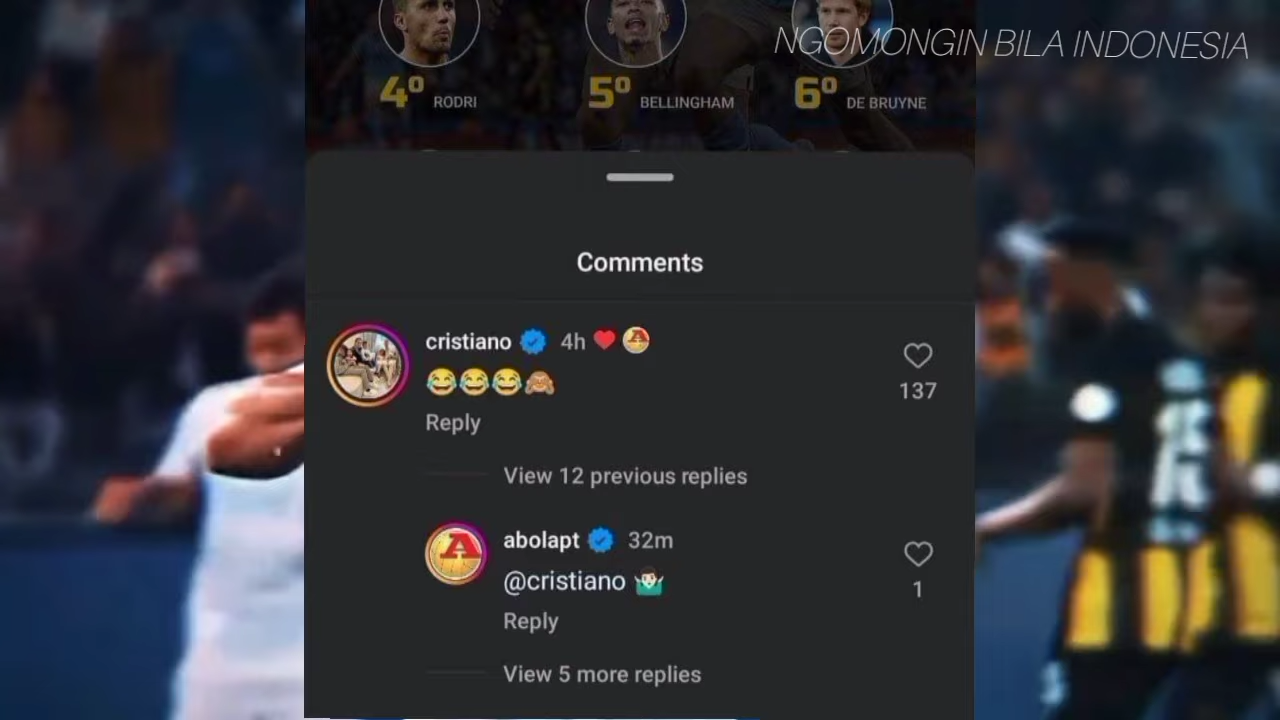 NGOMONGIN BILA INDONESIA
4º RODRI
5º BELLINGHAM
6º DE BRUYNE
Comments
cristiano 4h ❤️
😂😂😂🙈
137
Reply
View 12 previous replies
abolapt 32m
@cristiano 🤷🏻‍♂️
1
Reply
View 5 more replies